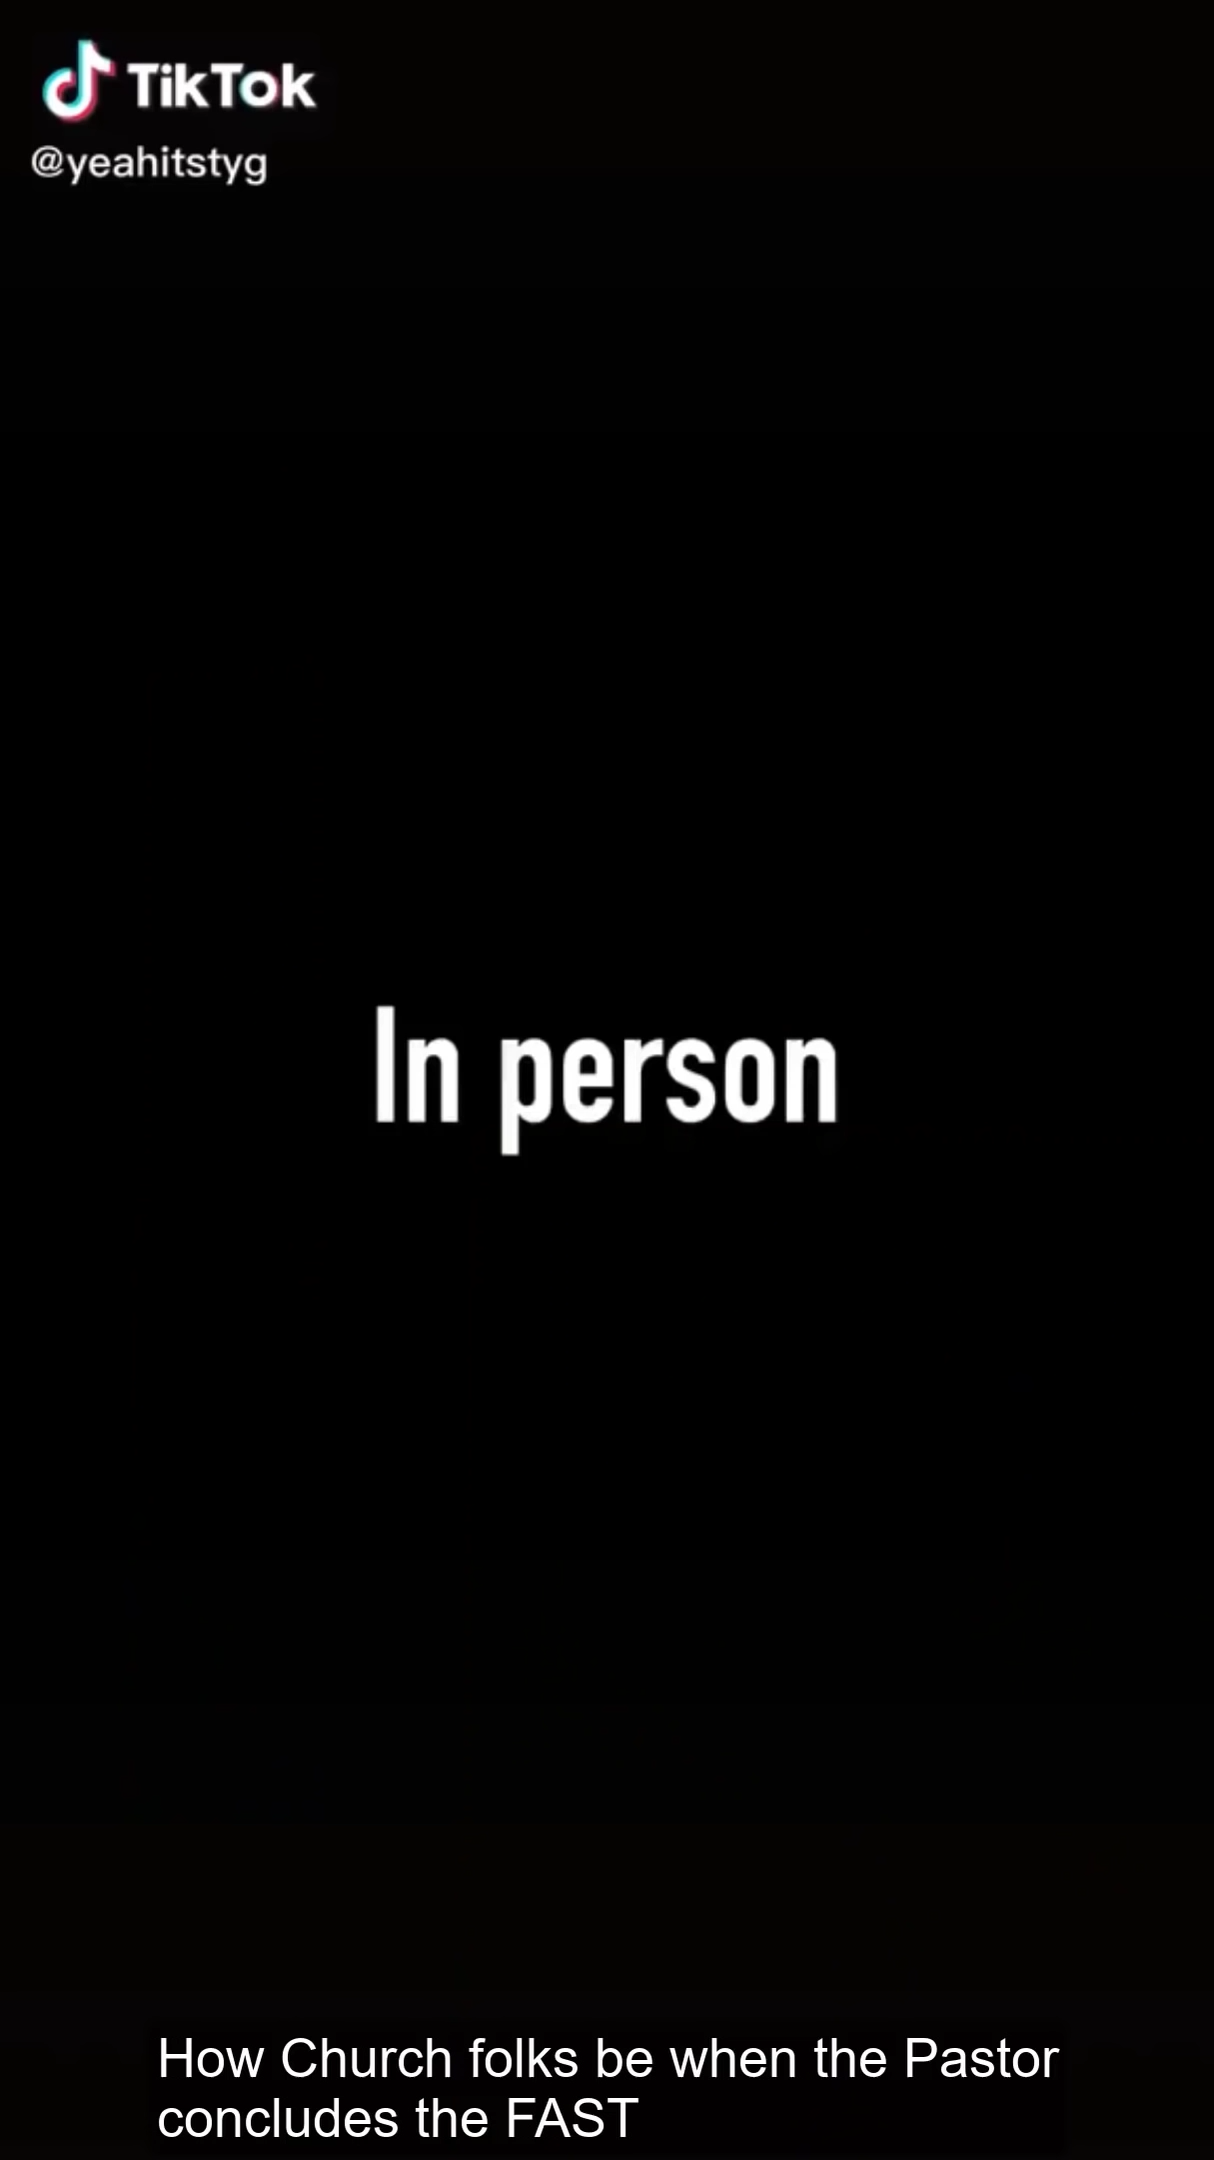 TikTok
@yeahitstyg
In person
How Church folks be when the Pastor
concludes the FAST